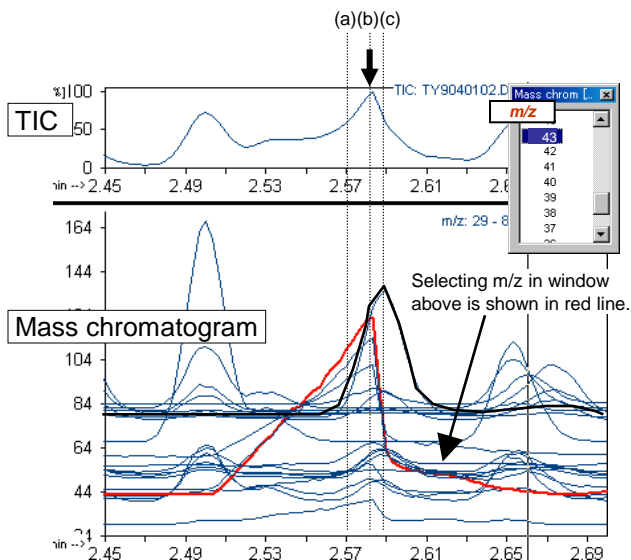 (a)(b)(c)
%]100
TIC: TY9040102.D
Mass chrom [..
TIC
m/z
50
43
42
41
0
40
39
38
37
nin --> 2.45 2.49 2.53 2.57 2.61
164
m/z: 29 - 8
144
Selecting m/z in window
above is shown in red line.
Mass chromatogram
104
84
64
44
24
nin --> 2.45 2.49 2.53 2.57 2.61 2.65 2.69